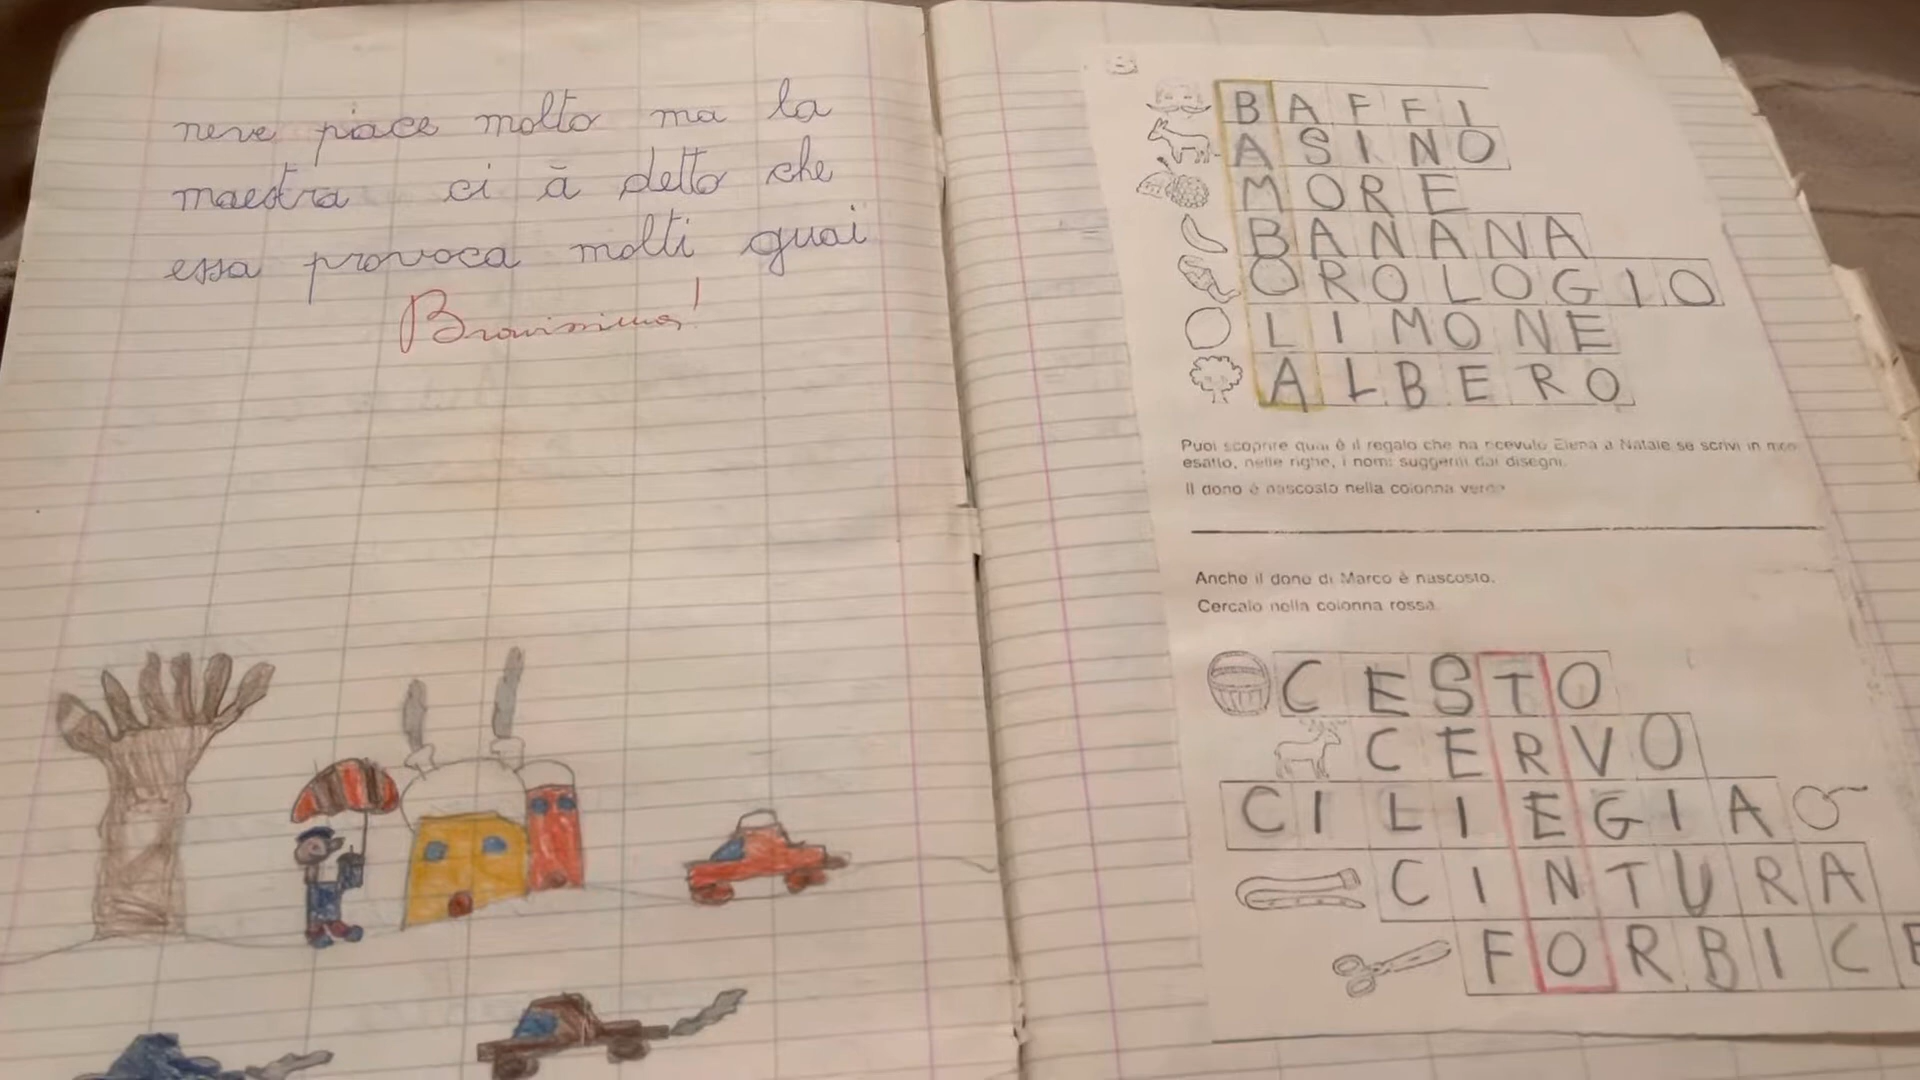 neve piace molto ma la
maestra ci à detto che
essa provoca molti guai
Bravissima!
BAFFI
ASINO
MORE
BANANA
OROLOGIO
LIMONE
ALBERO
Puoi scoprire qual è il regalo che ha ricevuto Elena a Natale se scrivi in modo
esatto, nelle righe, i nomi suggeriti dai disegni.
Il dono è nascosto nella colonna verde
Anche il dono di Marco è nascosto.
Cercalo nella colonna rossa.
CESTO
CERVO
CILIEGIA
CINTURA
FORBICE